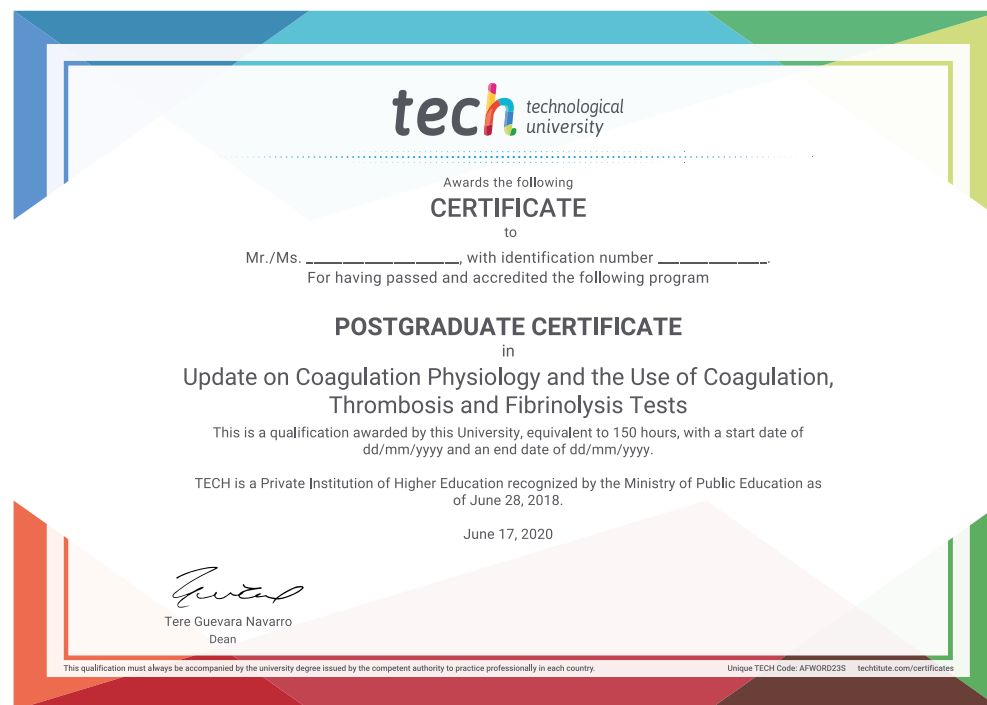 tech technological
university
Awards the following
CERTIFICATE
to
Mr./Ms. ____________________, with identification number ______________.
For having passed and accredited the following program
POSTGRADUATE CERTIFICATE
in
Update on Coagulation Physiology and the Use of Coagulation,
Thrombosis and Fibrinolysis Tests
This is a qualification awarded by this University, equivalent to 150 hours, with a start date of
dd/mm/yyyy and an end date of dd/mm/yyyy.
TECH is a Private Institution of Higher Education recognized by the Ministry of Public Education as
of June 28, 2018.
June 17, 2020
Tere Guevara Navarro
Dean
This qualification must always be accompanied by the university degree issued by the competent authority to practice professionally in each country.
Unique TECH Code: AFWORD23S techtitute.com/certificates